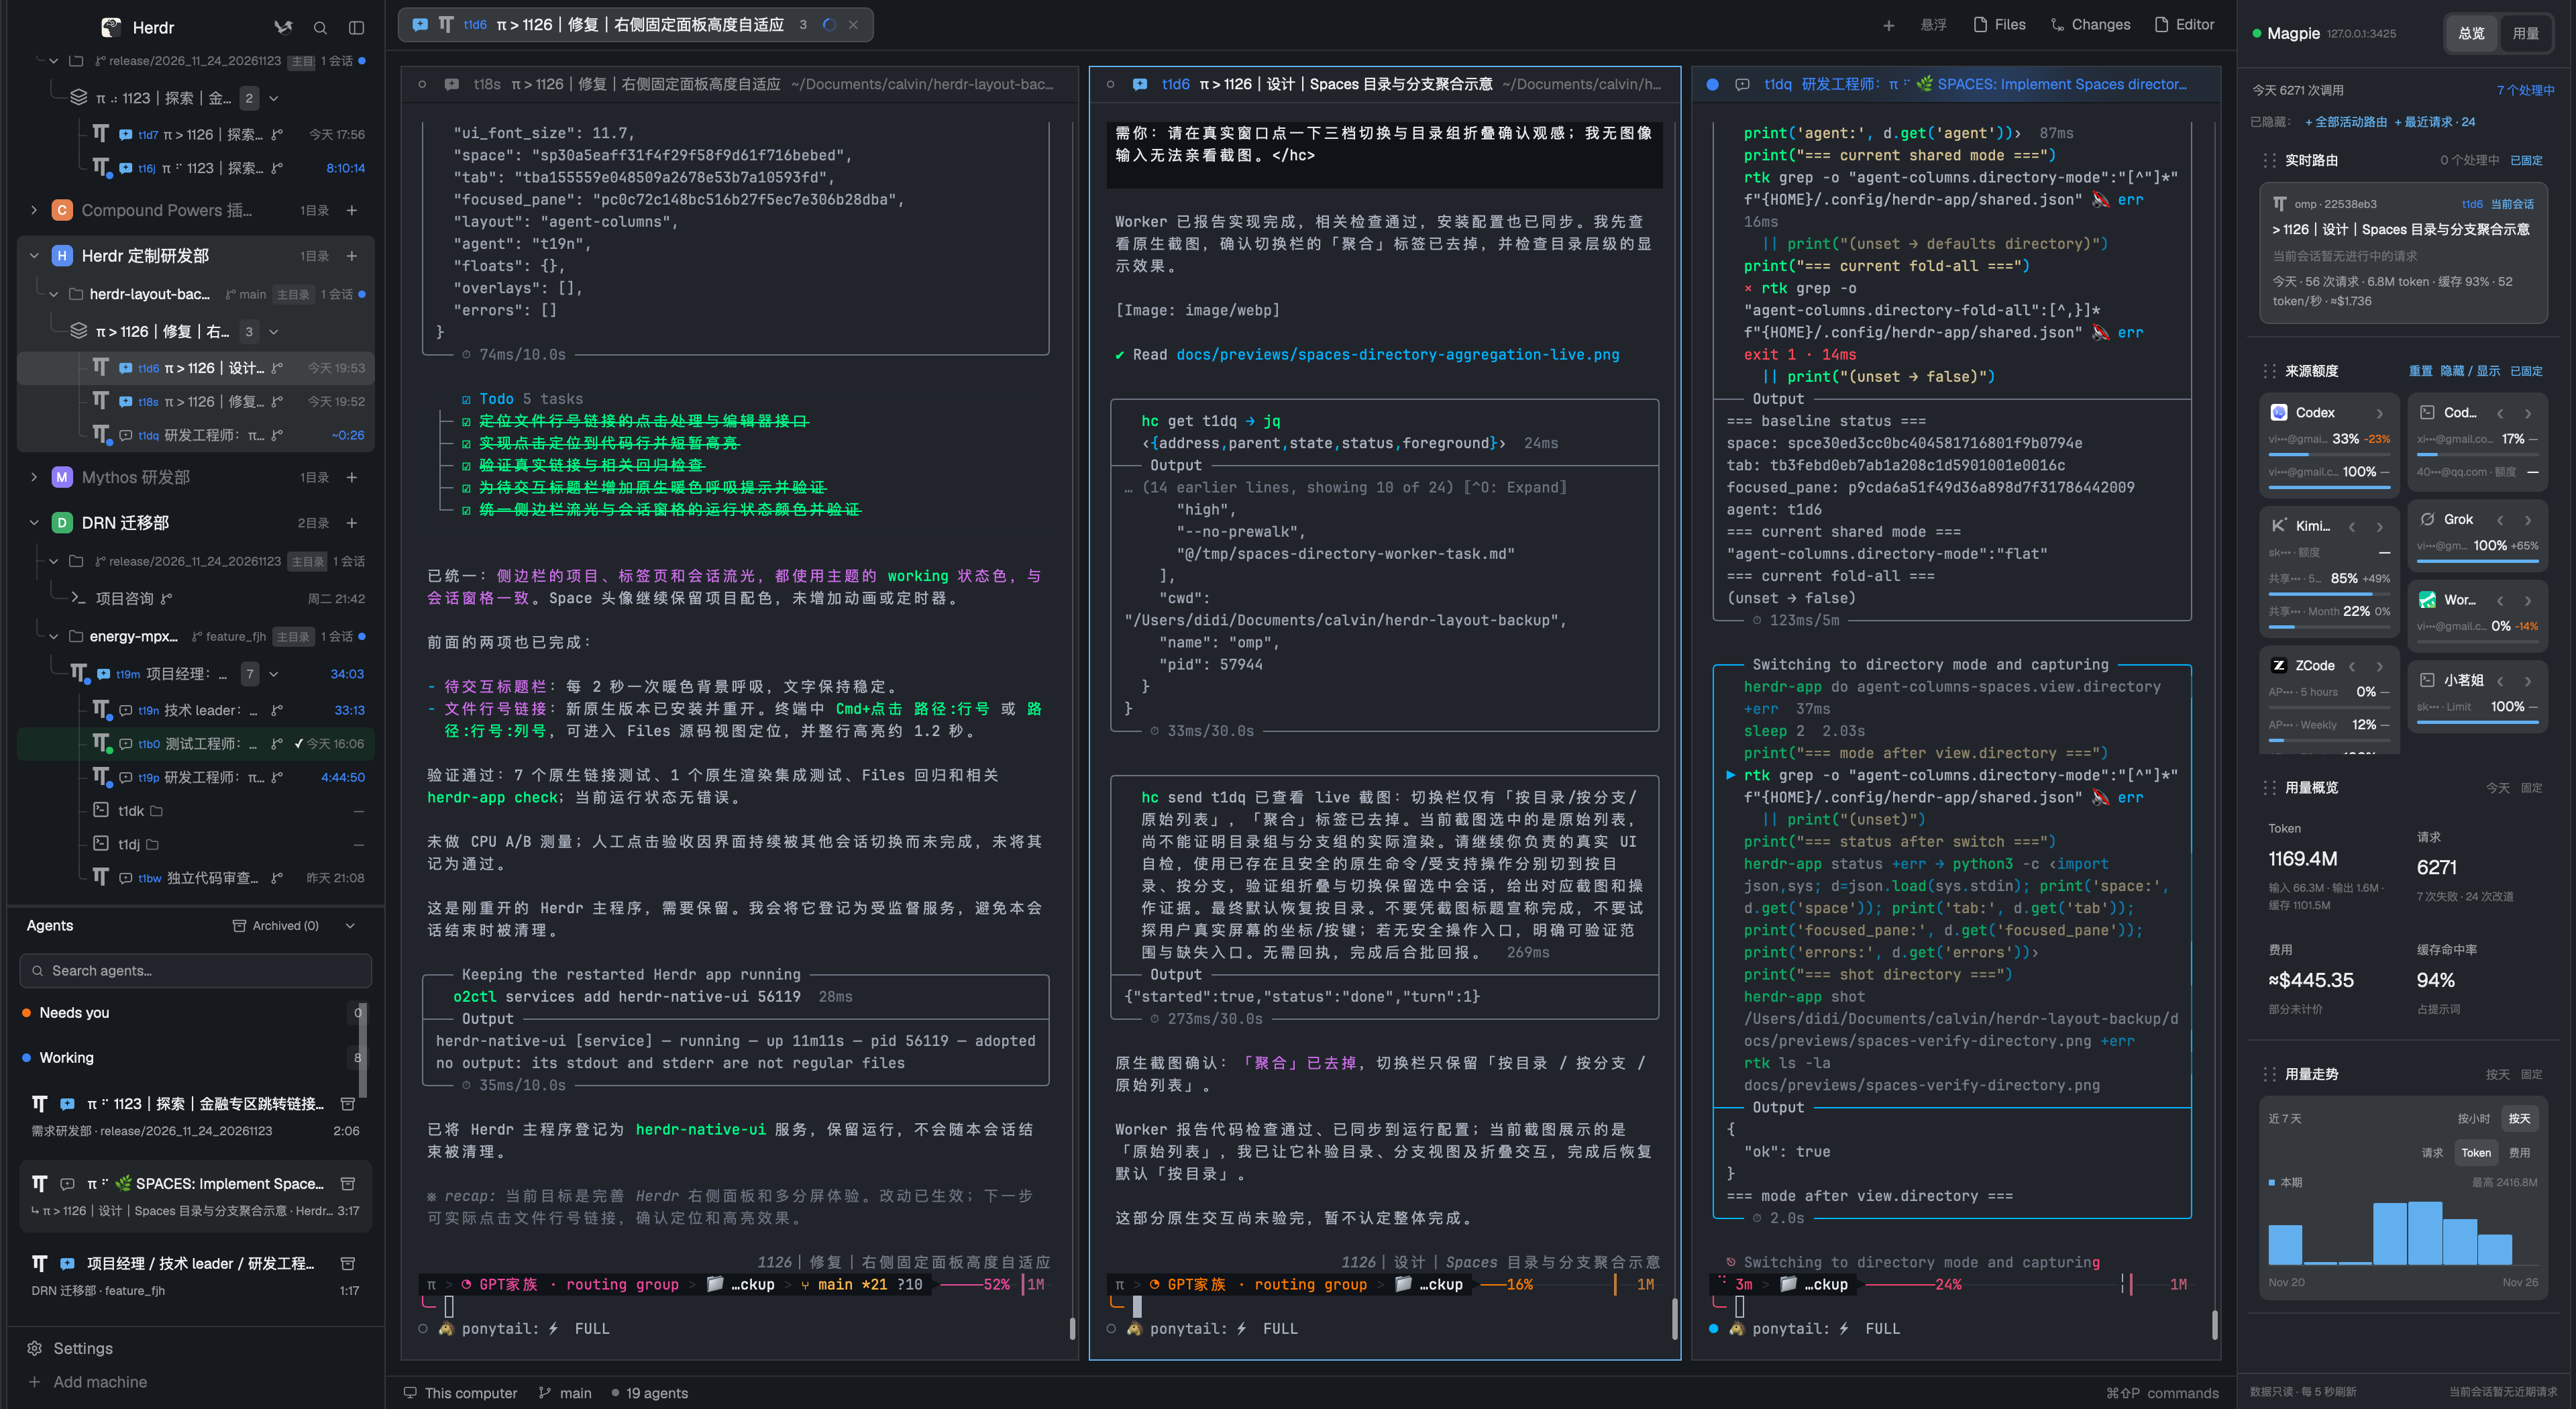 Herdr
release/2026_11_24_20261123 主目录 1 会话
π .: 1123 | 探索 | 金... 2
t1d7 π > 1126 | 探索... 今天 17:56
t16j π 1123 | 探索... 8:10:14
C Compound Powers 插... 1目录 +
H Herdr 定制研发部 1目录 +
herdr-layout-bac... main 主目录 1 会话
π > 1126 | 修复 | 右... 3
t1d6 π > 1126 | 设计... 今天 19:53
t18s π > 1126 | 修复... 今天 19:52
t1dq 研发工程师: π... ~0:26
M Mythos 研发部 1目录 +
D DRN 迁移部 2目录 +
release/2026_11_24_20261123 主目录 1 会话
项目咨询 周二 21:42
energy-mpx... feature_fjh 主目录 1 会话
t19m 项目经理: ... 7 34:03
t19n 技术 leader: ... 33:13
t1b0 测试工程师: ... ✓ 今天 16:06
t19p 研发工程师: π... 4:44:50
t1dk —
t1dj —
t1bw 独立代码审查... 昨天 21:08
Agents Archived (0)
Search agents...
Needs you 0
Working 8
π 1123 | 探索 | 金融专区跳转链接...
需求研发部 · release/2026_11_24_20261123 2:06
π 🌿 SPACES: Implement Space...
↳ π > 1126 | 设计 | Spaces 目录与分支聚合示意 · Herdr... 3:17
项目经理 / 技术 leader / 研发工程...
DRN 迁移部 · feature_fjh 1:17
Settings
+ Add machine
t1d6 π > 1126 | 修复 | 右侧固定面板高度自适应 3 ×
+ 悬浮 Files Changes Editor
t18s π > 1126 | 修复 | 右侧固定面板高度自适应 ~/Documents/calvin/herdr-layout-bac...
"ui_font_size": 11.7,
"space": "sp30a5eaff31f4f29f58f9d61f716bebed",
"tab": "tba155559e048509a2678e53b7a10593fd",
"focused_pane": "pc0c72c148bc516b27f5ec7e306b28dba",
"layout": "agent-columns",
"agent": "t19n",
"floats": {},
"overlays": [],
"errors": []
}
74ms/10.0s
☑ Todo 5 tasks
☑ 定位文件行号链接的点击处理与编辑器接口
☑ 实现点击定位到代码行并短暂高亮
☑ 验证真实链接与相关回归检查
☑ 为待交互标题栏增加原生暖色呼吸提示并验证
☑ 统一侧边栏流光与会话窗格的运行状态颜色并验证
已统一: 侧边栏的项目、标签页和会话流光, 都使用主题的 working 状态色, 与
会话窗格一致。Space 头像继续保留项目配色, 未增加动画或定时器。
前面的两项也已完成:
- 待交互标题栏: 每 2 秒一次暖色背景呼吸, 文字保持稳定。
- 文件行号链接: 新原生版本已安装并重开。终端中 Cmd+点击 路径:行号 或 路
径:行号:列号, 可进入 Files 源码视图定位, 并整行高亮约 1.2 秒。
验证通过: 7 个原生链接测试、1 个原生渲染集成测试、Files 回归和相关
herdr-app check; 当前运行状态无错误。
未做 CPU A/B 测量; 人工点击验收因界面持续被其他会话切换而未完成, 未将其
记为通过。
这是刚重开的 Herdr 主程序, 需要保留。我会将它登记为受监督服务, 避免本会
话结束时被清理。
Keeping the restarted Herdr app running
o2ctl services add herdr-native-ui 56119 28ms
Output
herdr-native-ui [service] — running — up 11m11s — pid 56119 — adopted
no output: its stdout and stderr are not regular files
35ms/10.0s
已将 Herdr 主程序登记为 herdr-native-ui 服务, 保留运行, 不会随本会话结
束被清理。
※ recap: 当前目标是完善 Herdr 右侧面板和多分屏体验。改动已生效; 下一步
可实际点击文件行号链接, 确认定位和高亮效果。
1126 | 修复 | 右侧固定面板高度自适应
π > GPT家族 · routing group > …ckup > main *21 ?10 52% 1M
ponytail: ⚡ FULL
t1d6 π > 1126 | 设计 | Spaces 目录与分支聚合示意 ~/Documents/calvin/h...
需你: 请在真实窗口点一下三档切换与目录组折叠确认观感; 我无图像
输入无法亲看截图。</hc>
Worker 已报告实现完成, 相关检查通过, 安装配置也已同步。我先查
看原生截图, 确认切换栏的「聚合」标签已去掉, 并检查目录层级的显
示效果。
[Image: image/webp]
✔ Read docs/previews/spaces-directory-aggregation-live.png
hc get t1dq → jq
‹{address,parent,state,status,foreground}› 24ms
Output
… (14 earlier lines, showing 10 of 24) ⟦^O: Expand⟧
"high",
"--no-prewalk",
"@/tmp/spaces-directory-worker-task.md"
],
"cwd":
"/Users/didi/Documents/calvin/herdr-layout-backup",
"name": "omp",
"pid": 57944
}
}
33ms/30.0s
hc send t1dq 已查看 live 截图: 切换栏仅有「按目录/按分支/
原始列表」, 「聚合」标签已去掉。当前截图选中的是原始列表,
尚不能证明目录组与分支组的实际渲染。请继续你负责的真实 UI
自检, 使用已存在且安全的原生命令/受支持操作分别切到按目
录、按分支, 验证组折叠与切换保留选中会话, 给出对应截图和操
作证据。最终默认恢复按目录。不要凭截图标题宣称完成, 不要试
探用户真实屏幕的坐标/按键; 若无安全操作入口, 明确可验证范
围与缺失入口。无需回执, 完成后合批回报。 269ms
Output
{"started":true,"status":"done","turn":1}
273ms/30.0s
原生截图确认: 「聚合」已去掉, 切换栏只保留「按目录 / 按分支 /
原始列表」。
Worker 报告代码检查通过、已同步到运行配置; 当前截图展示的是
「原始列表」, 我已让它补验目录、分支视图及折叠交互, 完成后恢复
默认「按目录」。
这部分原生交互尚未验完, 暂不认定整体完成。
1126 | 设计 | Spaces 目录与分支聚合示意
π > GPT家族 · routing group > …ckup 16% 1M
ponytail: ⚡ FULL
t1dq 研发工程师: π 🌿 SPACES: Implement Spaces director...
print('agent:', d.get('agent'))› 87ms
print("=== current shared mode ===")
rtk grep -o "agent-columns.directory-mode":"[^"]*"
f"{HOME}/.config/herdr-app/shared.json" err
16ms
|| print("(unset → defaults directory)")
print("=== current fold-all ===")
× rtk grep -o
"agent-columns.directory-fold-all":[^,}]*
f"{HOME}/.config/herdr-app/shared.json" err
exit 1 · 14ms
|| print("(unset → false)")
Output
=== baseline status ===
space: spce30ed3cc0bc404581716801f9b0794e
tab: tb3febd0eb7ab1a208c1d5901001e0016c
focused_pane: p9cda6a51f49d36a898d7f31786442009
agent: t1d6
=== current shared mode ===
"agent-columns.directory-mode":"flat"
=== current fold-all ===
(unset → false)
123ms/5m
Switching to directory mode and capturing
herdr-app do agent-columns-spaces.view.directory
+err 37ms
sleep 2 2.03s
print("=== mode after view.directory ===")
rtk grep -o "agent-columns.directory-mode":"[^"]*"
f"{HOME}/.config/herdr-app/shared.json" err
|| print("(unset)")
print("=== status after switch ===")
herdr-app status +err → python3 -c ‹import
json,sys; d=json.load(sys.stdin); print('space:',
d.get('space')); print('tab:', d.get('tab'));
print('focused_pane:', d.get('focused_pane'));
print('errors:', d.get('errors'))›
print("=== shot directory ===")
herdr-app shot
/Users/didi/Documents/calvin/herdr-layout-backup/d
ocs/previews/spaces-verify-directory.png +err
rtk ls -la
docs/previews/spaces-verify-directory.png
Output
{
"ok": true
}
=== mode after view.directory ===
2.0s
Switching to directory mode and capturing
3m > …ckup 24% 1M
ponytail: ⚡ FULL
This computer main 19 agents
⌘⇧P commands
Magpie 127.0.0.1:3425 总览 用量
今天 6271 次调用 7 个处理中
已隐藏: + 全部活动路由 + 最近请求 · 24
实时路由 0 个处理中 已固定
omp · 22538eb3 t1d6 当前会话
> 1126 | 设计 | Spaces 目录与分支聚合示意
当前会话暂无进行中的请求
今天 · 56 次请求 · 6.8M token · 缓存 93% · 52
token/秒 · ≈$1.736
来源额度 重置 隐藏 / 显示 已固定
Codex
vi•••@gmai... 33% -23%
vi•••@gmail.c... 100% —
Cod...
xi•••@gmail.co... 17% —
40•••@qq.com · 额度 —
Kimi...
sk••• · 额度 —
共享••• · 5... 85% +49%
共享••• · Month 22% 0%
Grok
vi•••@gm... 100% +65%
Wor...
vi•••@gmail.c... 0% -14%
ZCode
AP••• · 5 hours 0% —
AP••• · Weekly 12% —
小茗姐
sk••• · Limit 100% —
用量概览 今天 固定
Token 请求
1169.4M 6271
输入 66.3M · 输出 1.6M · 7 次失败 · 24 次改道
缓存 1101.5M
费用 缓存命中率
≈$445.35 94%
部分未计价 占提示词
用量走势 按天 固定
近 7 天 按小时 按天
请求 Token 费用
本期 最高 2416.8M
Nov 20 Nov 26
数据只读 · 每 5 秒刷新 当前会话暂无近期请求